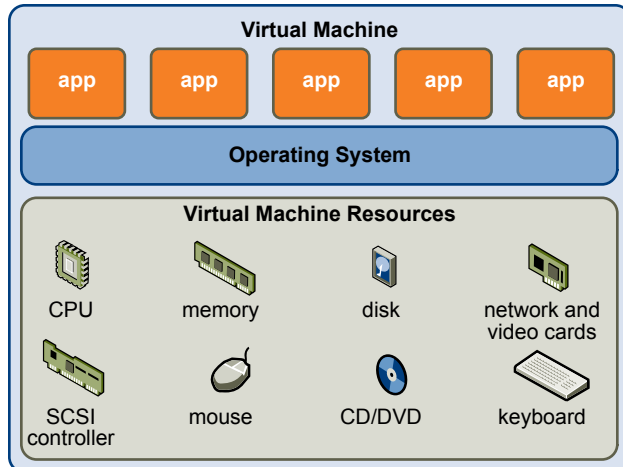 Virtual Machine
app app app app app
Operating System
Virtual Machine Resources
CPU memory disk network and
video cards
SCSI mouse CD/DVD keyboard
controller